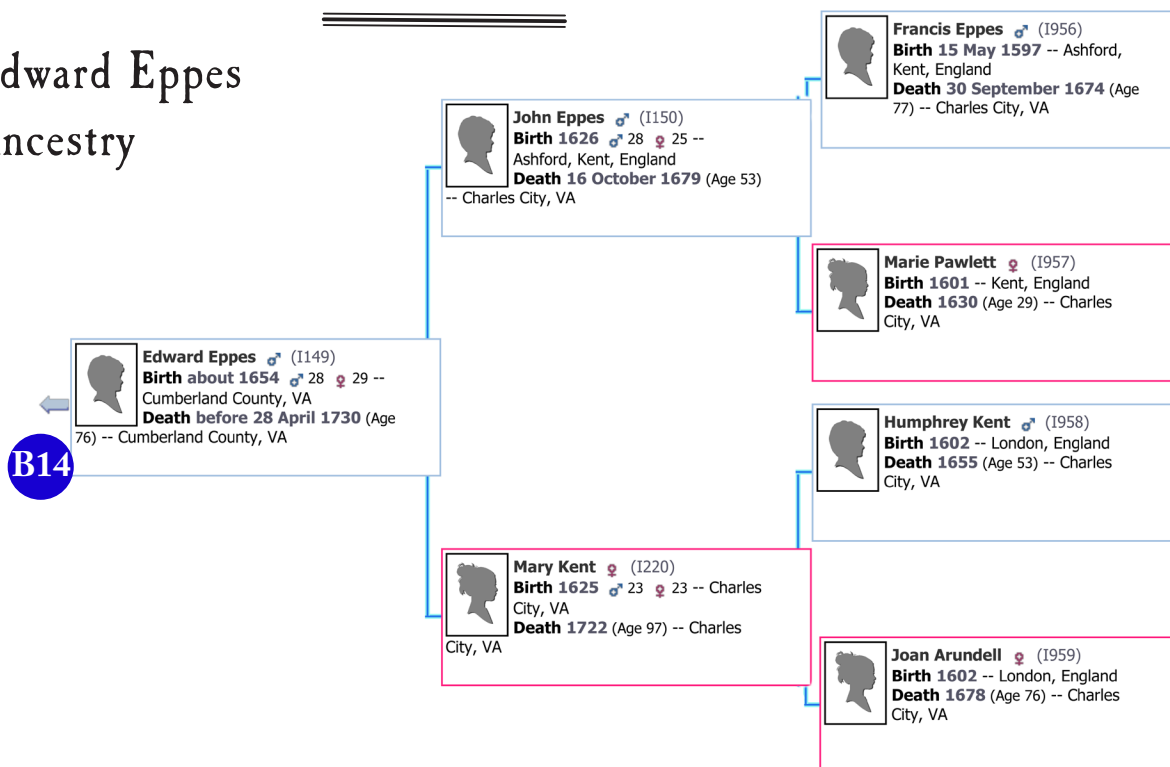 dward Eppes
ncestry
Francis Eppes ♂ (I956)
Birth 15 May 1597 -- Ashford,
Kent, England
Death 30 September 1674 (Age
77) -- Charles City, VA
John Eppes ♂ (I150)
Birth 1626 ♂ 28 ♀ 25 --
Ashford, Kent, England
Death 16 October 1679 (Age 53)
-- Charles City, VA
Marie Pawlett ♀ (I957)
Birth 1601 -- Kent, England
Death 1630 (Age 29) -- Charles
City, VA
Edward Eppes ♂ (I149)
Birth about 1654 ♂ 28 ♀ 29 --
Cumberland County, VA
Death before 28 April 1730 (Age
76) -- Cumberland County, VA
B14
Humphrey Kent ♂ (I958)
Birth 1602 -- London, England
Death 1655 (Age 53) -- Charles
City, VA
Mary Kent ♀ (I220)
Birth 1625 ♂ 23 ♀ 23 -- Charles
City, VA
Death 1722 (Age 97) -- Charles
City, VA
Joan Arundell ♀ (I959)
Birth 1602 -- London, England
Death 1678 (Age 76) -- Charles
City, VA